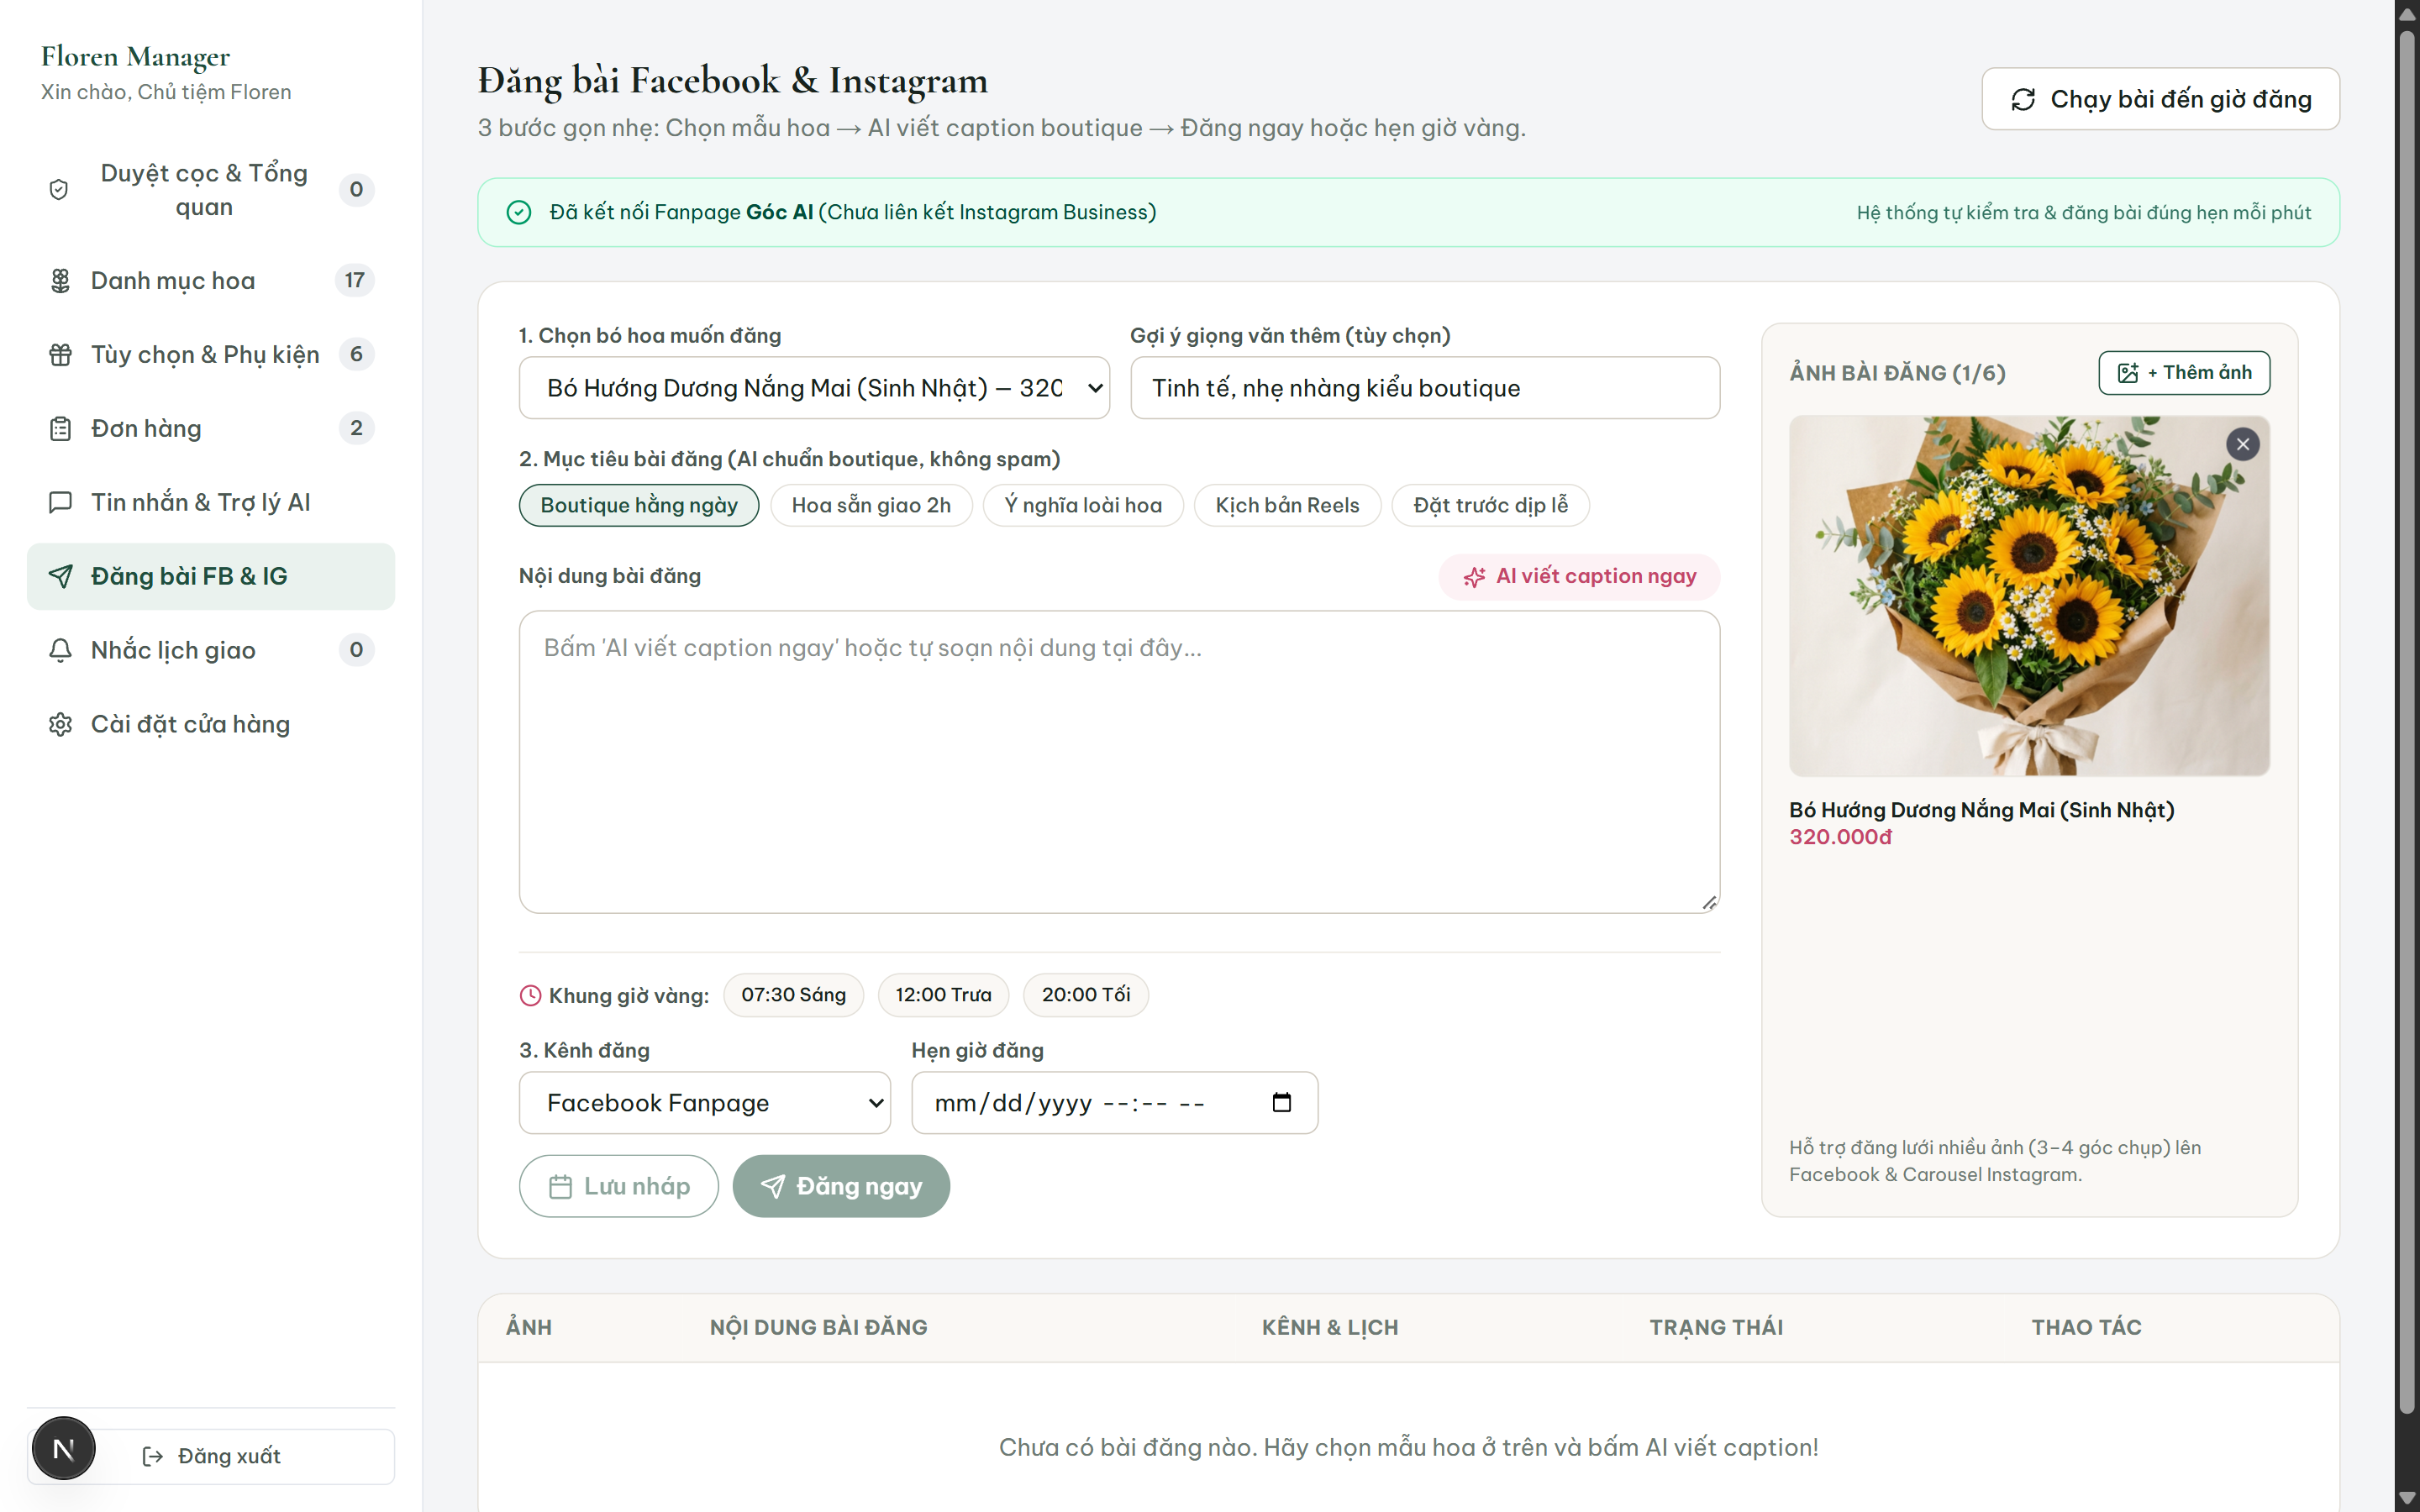 Floren Manager
Xin chào, Chủ tiệm Floren
Duyệt cọc & Tổng
quan
0
Danh mục hoa
17
Tùy chọn & Phụ kiện
6
Đơn hàng
2
Tin nhắn & Trợ lý AI
Đăng bài FB & IG
Nhắc lịch giao
0
Cài đặt cửa hàng
N
Đăng xuất
Đăng bài Facebook & Instagram
3 bước gọn nhẹ: Chọn mẫu hoa → AI viết caption boutique → Đăng ngay hoặc hẹn giờ vàng.
Chạy bài đến giờ đăng
Đã kết nối Fanpage Góc AI (Chưa liên kết Instagram Business)
Hệ thống tự kiểm tra & đăng bài đúng hẹn mỗi phút
1. Chọn bó hoa muốn đăng
Bó Hướng Dương Nắng Mai (Sinh Nhật) — 320
Gợi ý giọng văn thêm (tùy chọn)
Tinh tế, nhẹ nhàng kiểu boutique
2. Mục tiêu bài đăng (AI chuẩn boutique, không spam)
Boutique hằng ngày
Hoa sẵn giao 2h
Ý nghĩa loài hoa
Kịch bản Reels
Đặt trước dịp lễ
Nội dung bài đăng
AI viết caption ngay
Bấm 'AI viết caption ngay' hoặc tự soạn nội dung tại đây...
Khung giờ vàng:
07:30 Sáng
12:00 Trưa
20:00 Tối
3. Kênh đăng
Facebook Fanpage
Hẹn giờ đăng
mm/dd/yyyy --:-- --
Lưu nháp
Đăng ngay
ẢNH BÀI ĐĂNG (1/6)
+ Thêm ảnh
Bó Hướng Dương Nắng Mai (Sinh Nhật)
320.000đ
Hỗ trợ đăng lưới nhiều ảnh (3–4 góc chụp) lên
Facebook & Carousel Instagram.
ẢNH
NỘI DUNG BÀI ĐĂNG
KÊNH & LỊCH
TRẠNG THÁI
THAO TÁC
Chưa có bài đăng nào. Hãy chọn mẫu hoa ở trên và bấm AI viết caption!